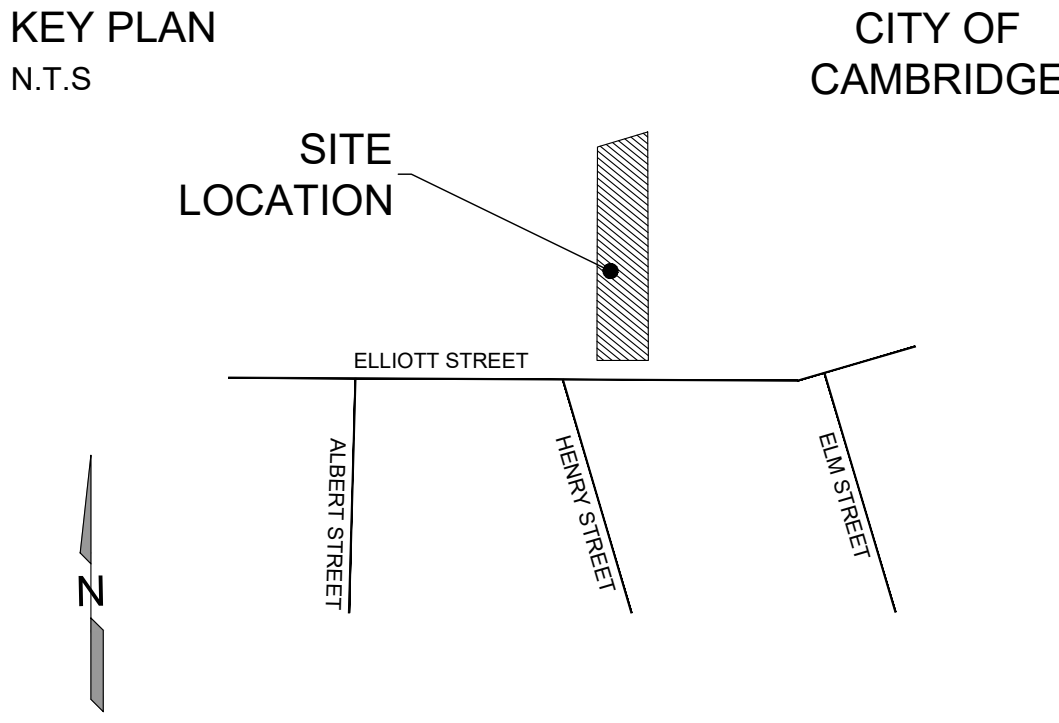 KEY PLAN
N.T.S
CITY OF
CAMBRIDGE
SITE
LOCATION
ELLIOTT STREET
ALBERT STREET
HENRY STREET
ELM STREET
N